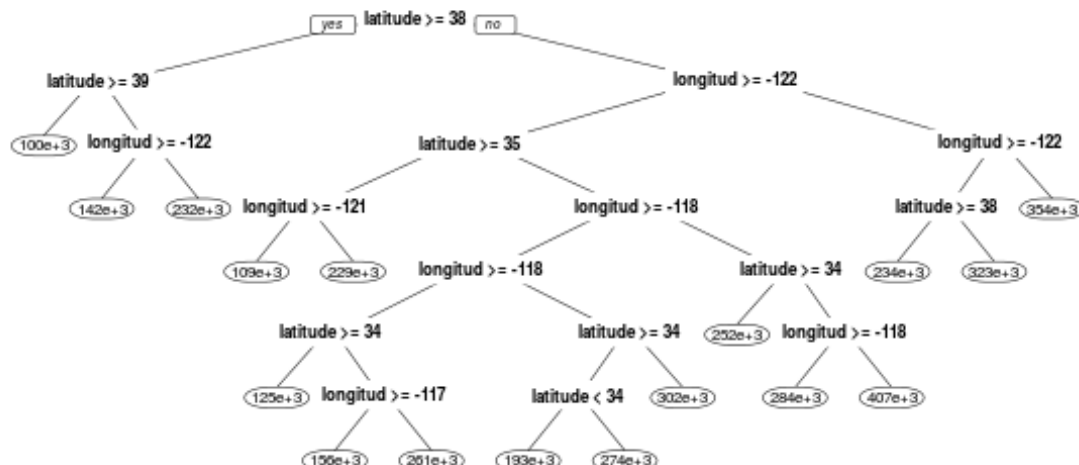 yes latitude >= 38 no
latitude >= 39 longitud >= -122
100e+3 longitud >= -122 latitude >= 35 longitud >= -122
142e+3 232e+3 longitud >= -121 longitud >= -118 latitude >= 38 354e+3
109e+3 229e+3 longitud >= -118 latitude >= 34 234e+3 323e+3
latitude >= 34 latitude >= 34 252e+3 longitud >= -118
125e+3 longitud >= -117 latitude < 34 302e+3 284e+3 407e+3
156e+3 261e+3 193e+3 274e+3